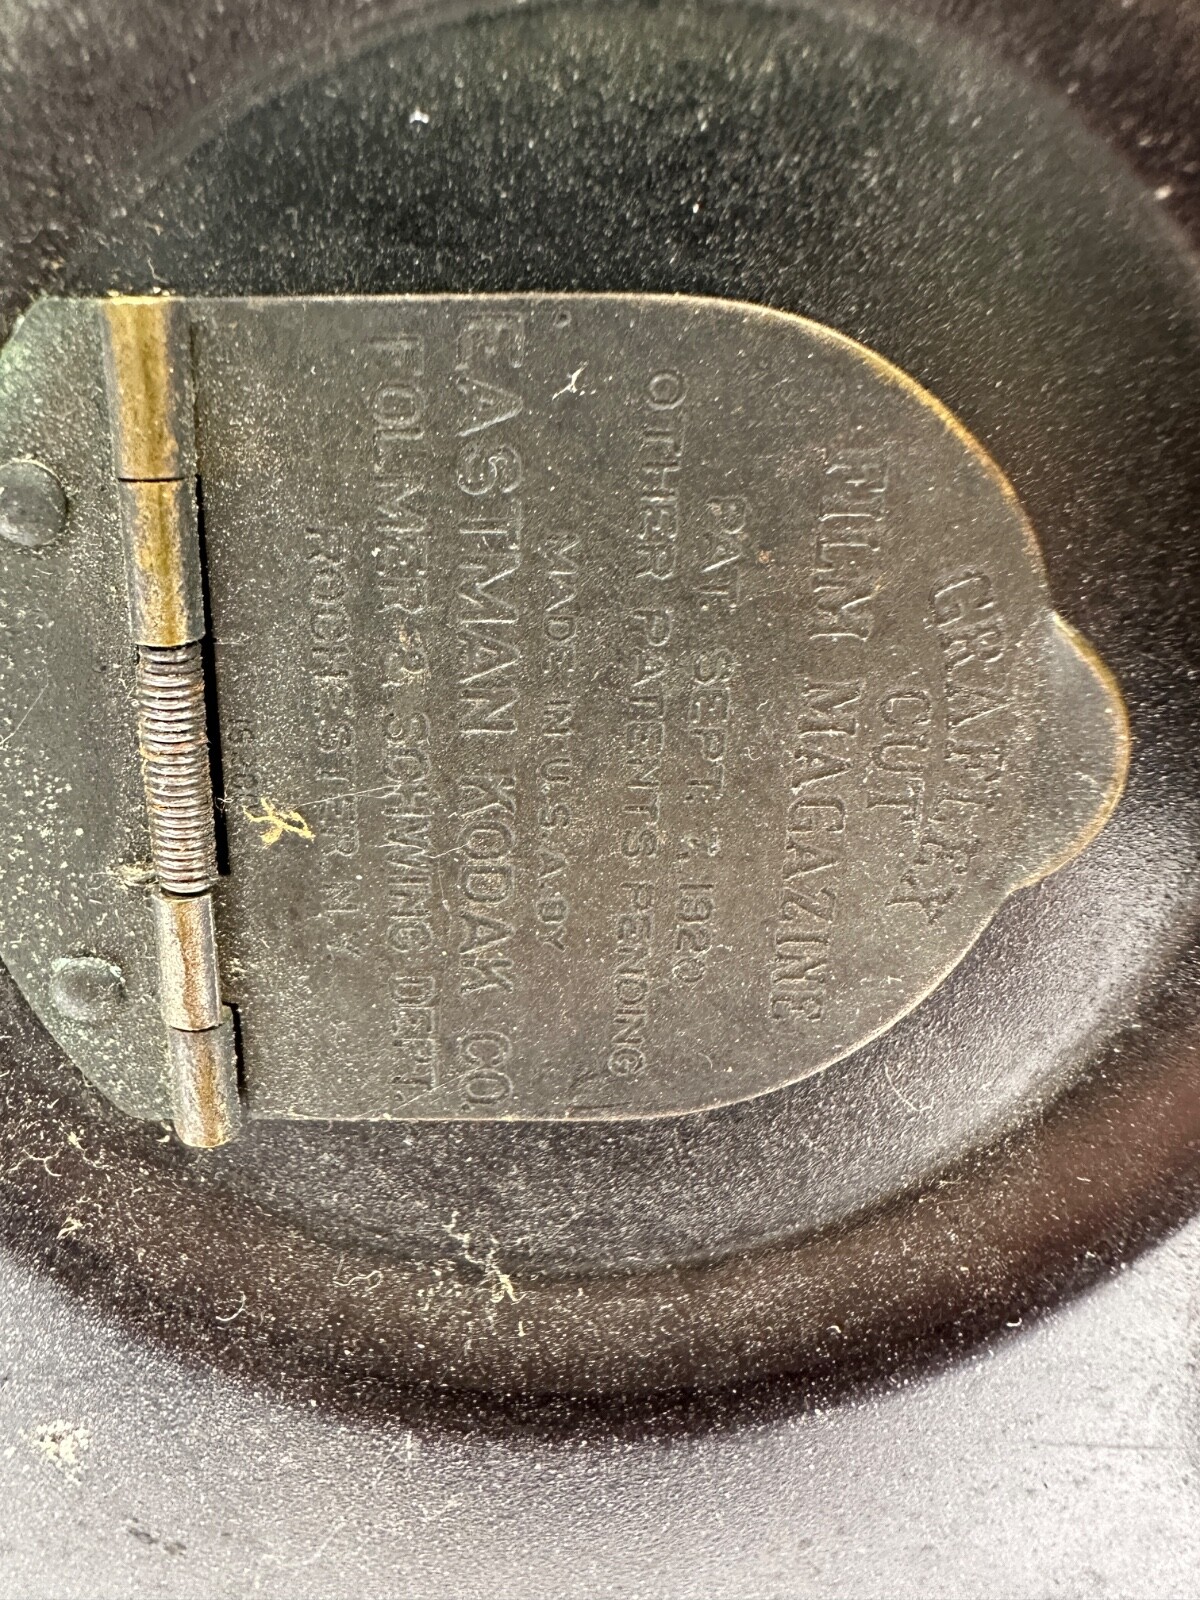 GRAFLEX
CUT
FILM MAGAZINE
PAT. SEPT. 1920
OTHER PATENTS PENDING
MADE IN U.S.A. BY
EASTMAN KODAK CO.
FOLMER & SCHWING DEPT.
ROCHESTER N.Y.